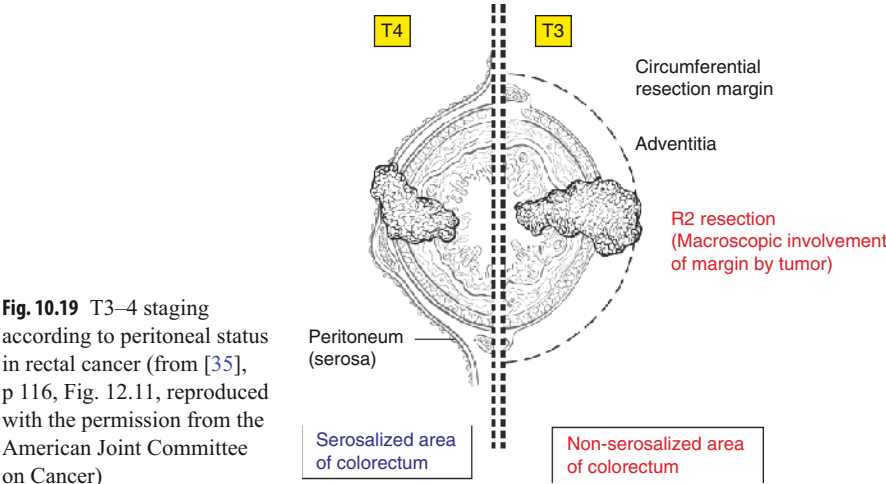 T4
T3
Circumferential
resection margin
Adventitia
R2 resection
(Macroscopic involvement
of margin by tumor)
Peritoneum
(serosa)
Serosalized area
of colorectum
Non-serosalized area
of colorectum
Fig. 10.19 T3–4 staging
according to peritoneal status
in rectal cancer (from [35],
p 116, Fig. 12.11, reproduced
with the permission from the
American Joint Committee
on Cancer)